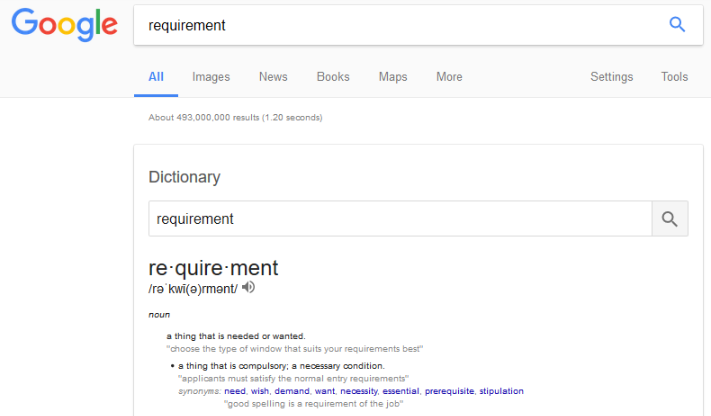 Google
requirement
All Images News Books Maps More Settings Tools
About 493,000,000 results (1.20 seconds)
Dictionary
requirement
re·quire·ment
/rəˈkwī(ə)rmənt/
noun
a thing that is needed or wanted.
"choose the type of window that suits your requirements best"
• a thing that is compulsory; a necessary condition.
"applicants must satisfy the normal entry requirements"
synonyms: need, wish, demand, want, necessity, essential, prerequisite, stipulation
"good spelling is a requirement of the job"